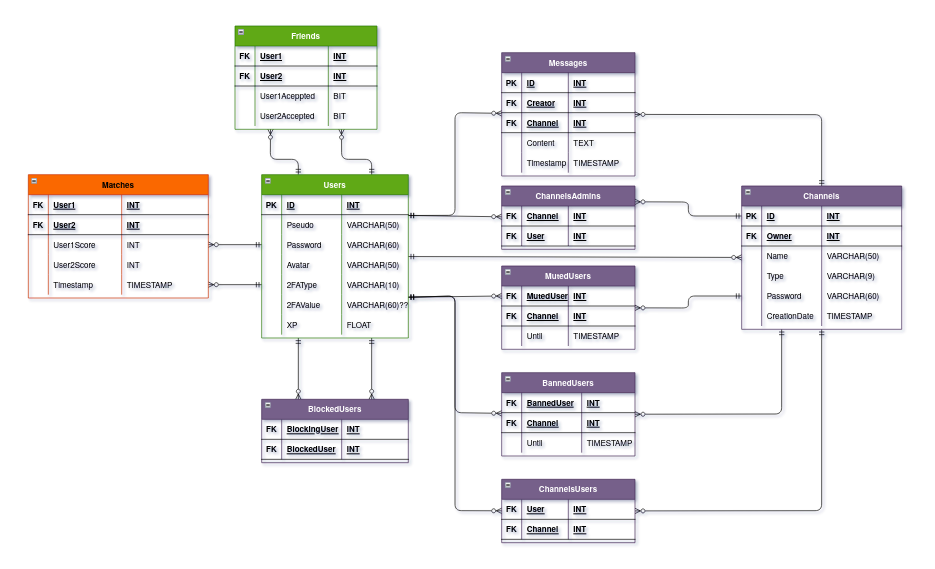 Friends
FK User1 INT
FK User2 INT
User1Aceppted BIT
User2Accepted BIT
Messages
PK ID INT
FK Creator INT
FK Channel INT
Content TEXT
Timestamp TIMESTAMP
Matches
FK User1 INT
FK User2 INT
User1Score INT
User2Score INT
Timestamp TIMESTAMP
Users
PK ID INT
Pseudo VARCHAR(50)
Password VARCHAR(60)
Avatar VARCHAR(50)
2FAType VARCHAR(10)
2FAValue VARCHAR(60)??
XP FLOAT
ChannelsAdmins
FK Channel INT
FK User INT
Channels
PK ID INT
FK Owner INT
Name VARCHAR(50)
Type VARCHAR(9)
Password VARCHAR(60)
CreationDate TIMESTAMP
MutedUsers
FK MutedUser INT
FK Channel INT
Until TIMESTAMP
BannedUsers
FK BannedUser INT
FK Channel INT
Until TIMESTAMP
BlockedUsers
FK BlockingUser INT
FK BlockedUser INT
ChannelsUsers
FK User INT
FK Channel INT